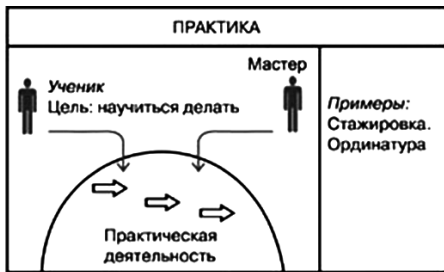 ПРАКТИКА
Ученик
Цель: научиться делать
Мастер
Практическая
деятельность
Примеры:
Стажировка.
Ординатура